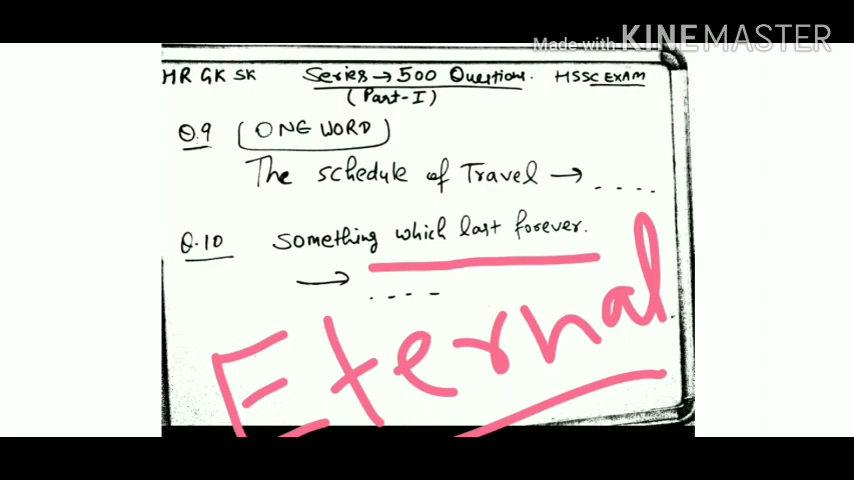 Made with KINEMASTER
HR GK SK Series → 500 Questions. HSSC EXAM
(Part-I)
Q.9 (ONE WORD)
The schedule of Travel → ....
Q.10 Something which last forever.
→ ....
Eternal